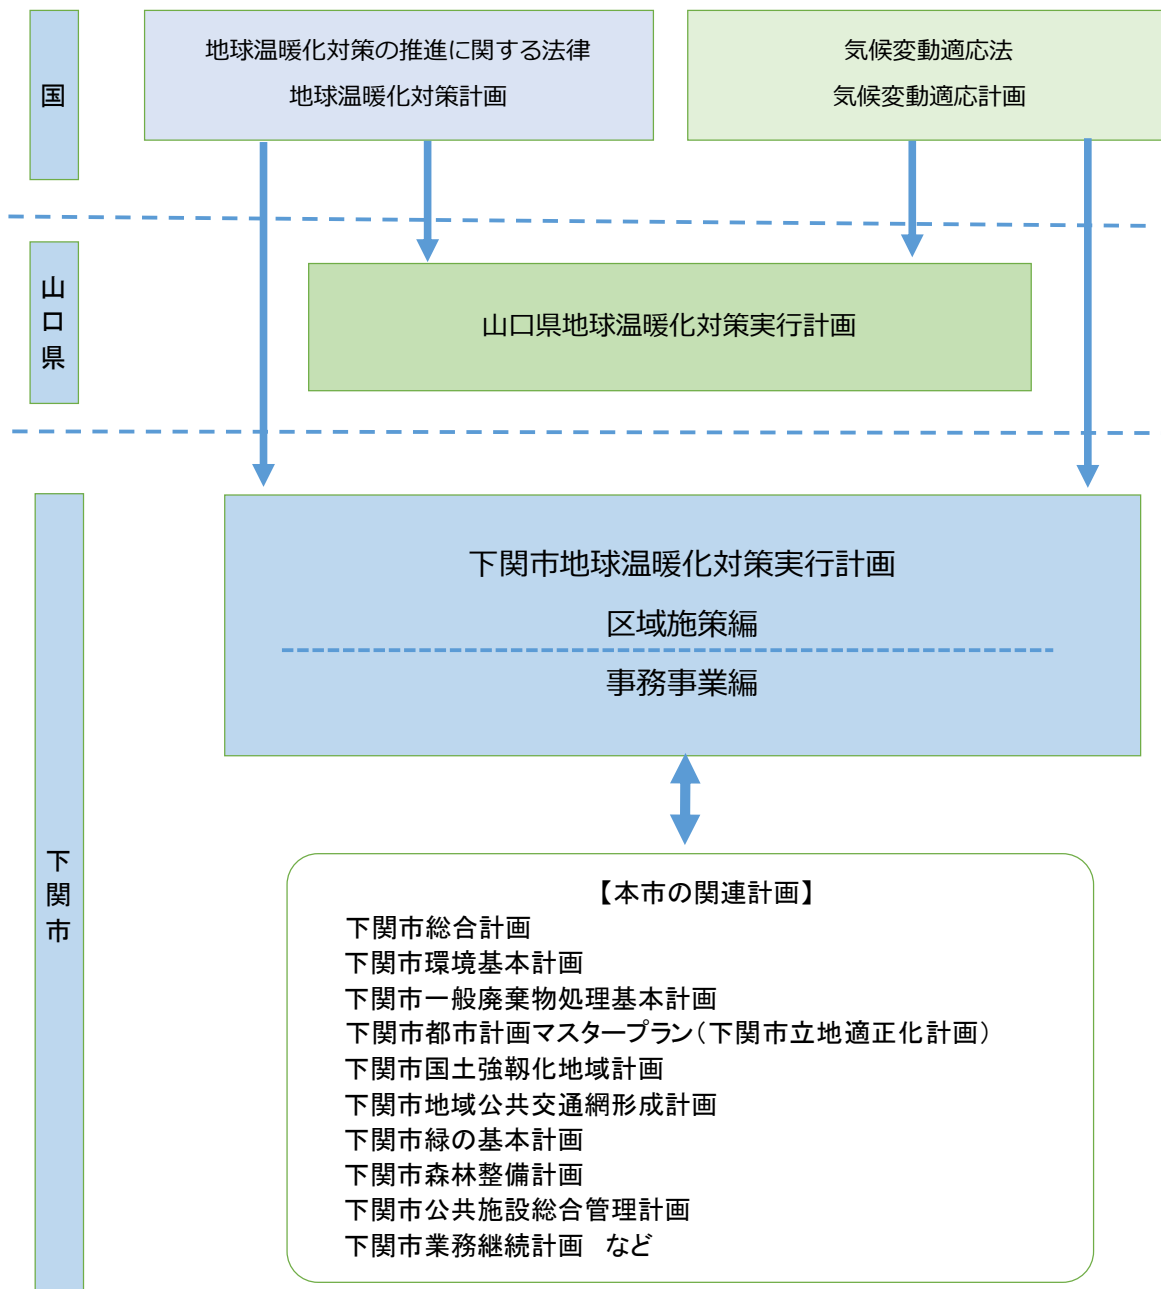 国
地球温暖化対策の推進に関する法律
地球温暖化対策計画
気候変動適応法
気候変動適応計画
山口県
山口県地球温暖化対策実行計画
下関市
下関市地球温暖化対策実行計画
区域施策編
事務事業編
【本市の関連計画】
下関市総合計画
下関市環境基本計画
下関市一般廃棄物処理基本計画
下関市都市計画マスタープラン（下関市立地適正化計画）
下関市国土強靱化地域計画
下関市地域公共交通網形成計画
下関市緑の基本計画
下関市森林整備計画
下関市公共施設総合管理計画
下関市業務継続計画　など